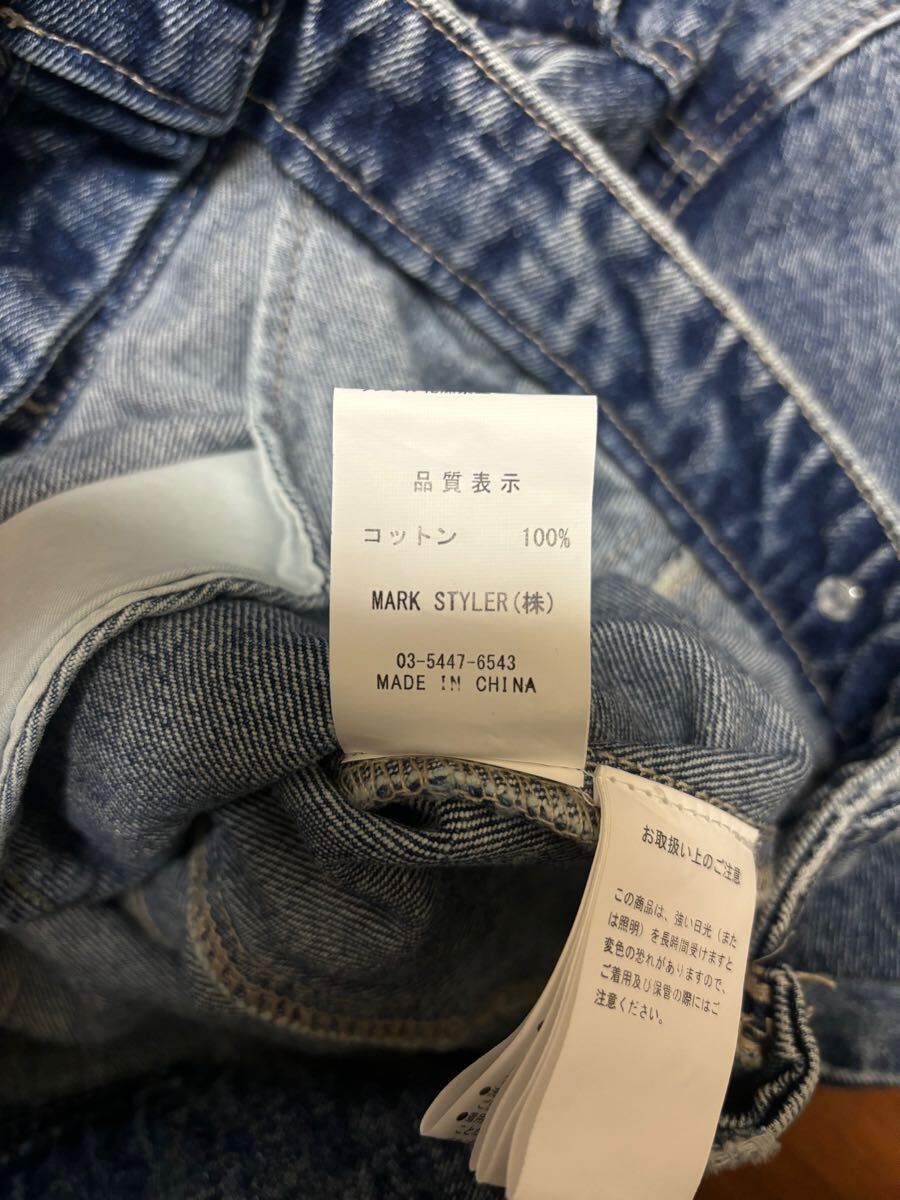 品質表示
コットン 100%
MARK STYLER(株)
03-5447-6543
MADE IN CHINA
お取扱い上のご注意
この商品は、強い日光（また
は照明）を長時間受けますと
変色の恐れがありますので、
ご着用及び保管の際にはご
注意ください。